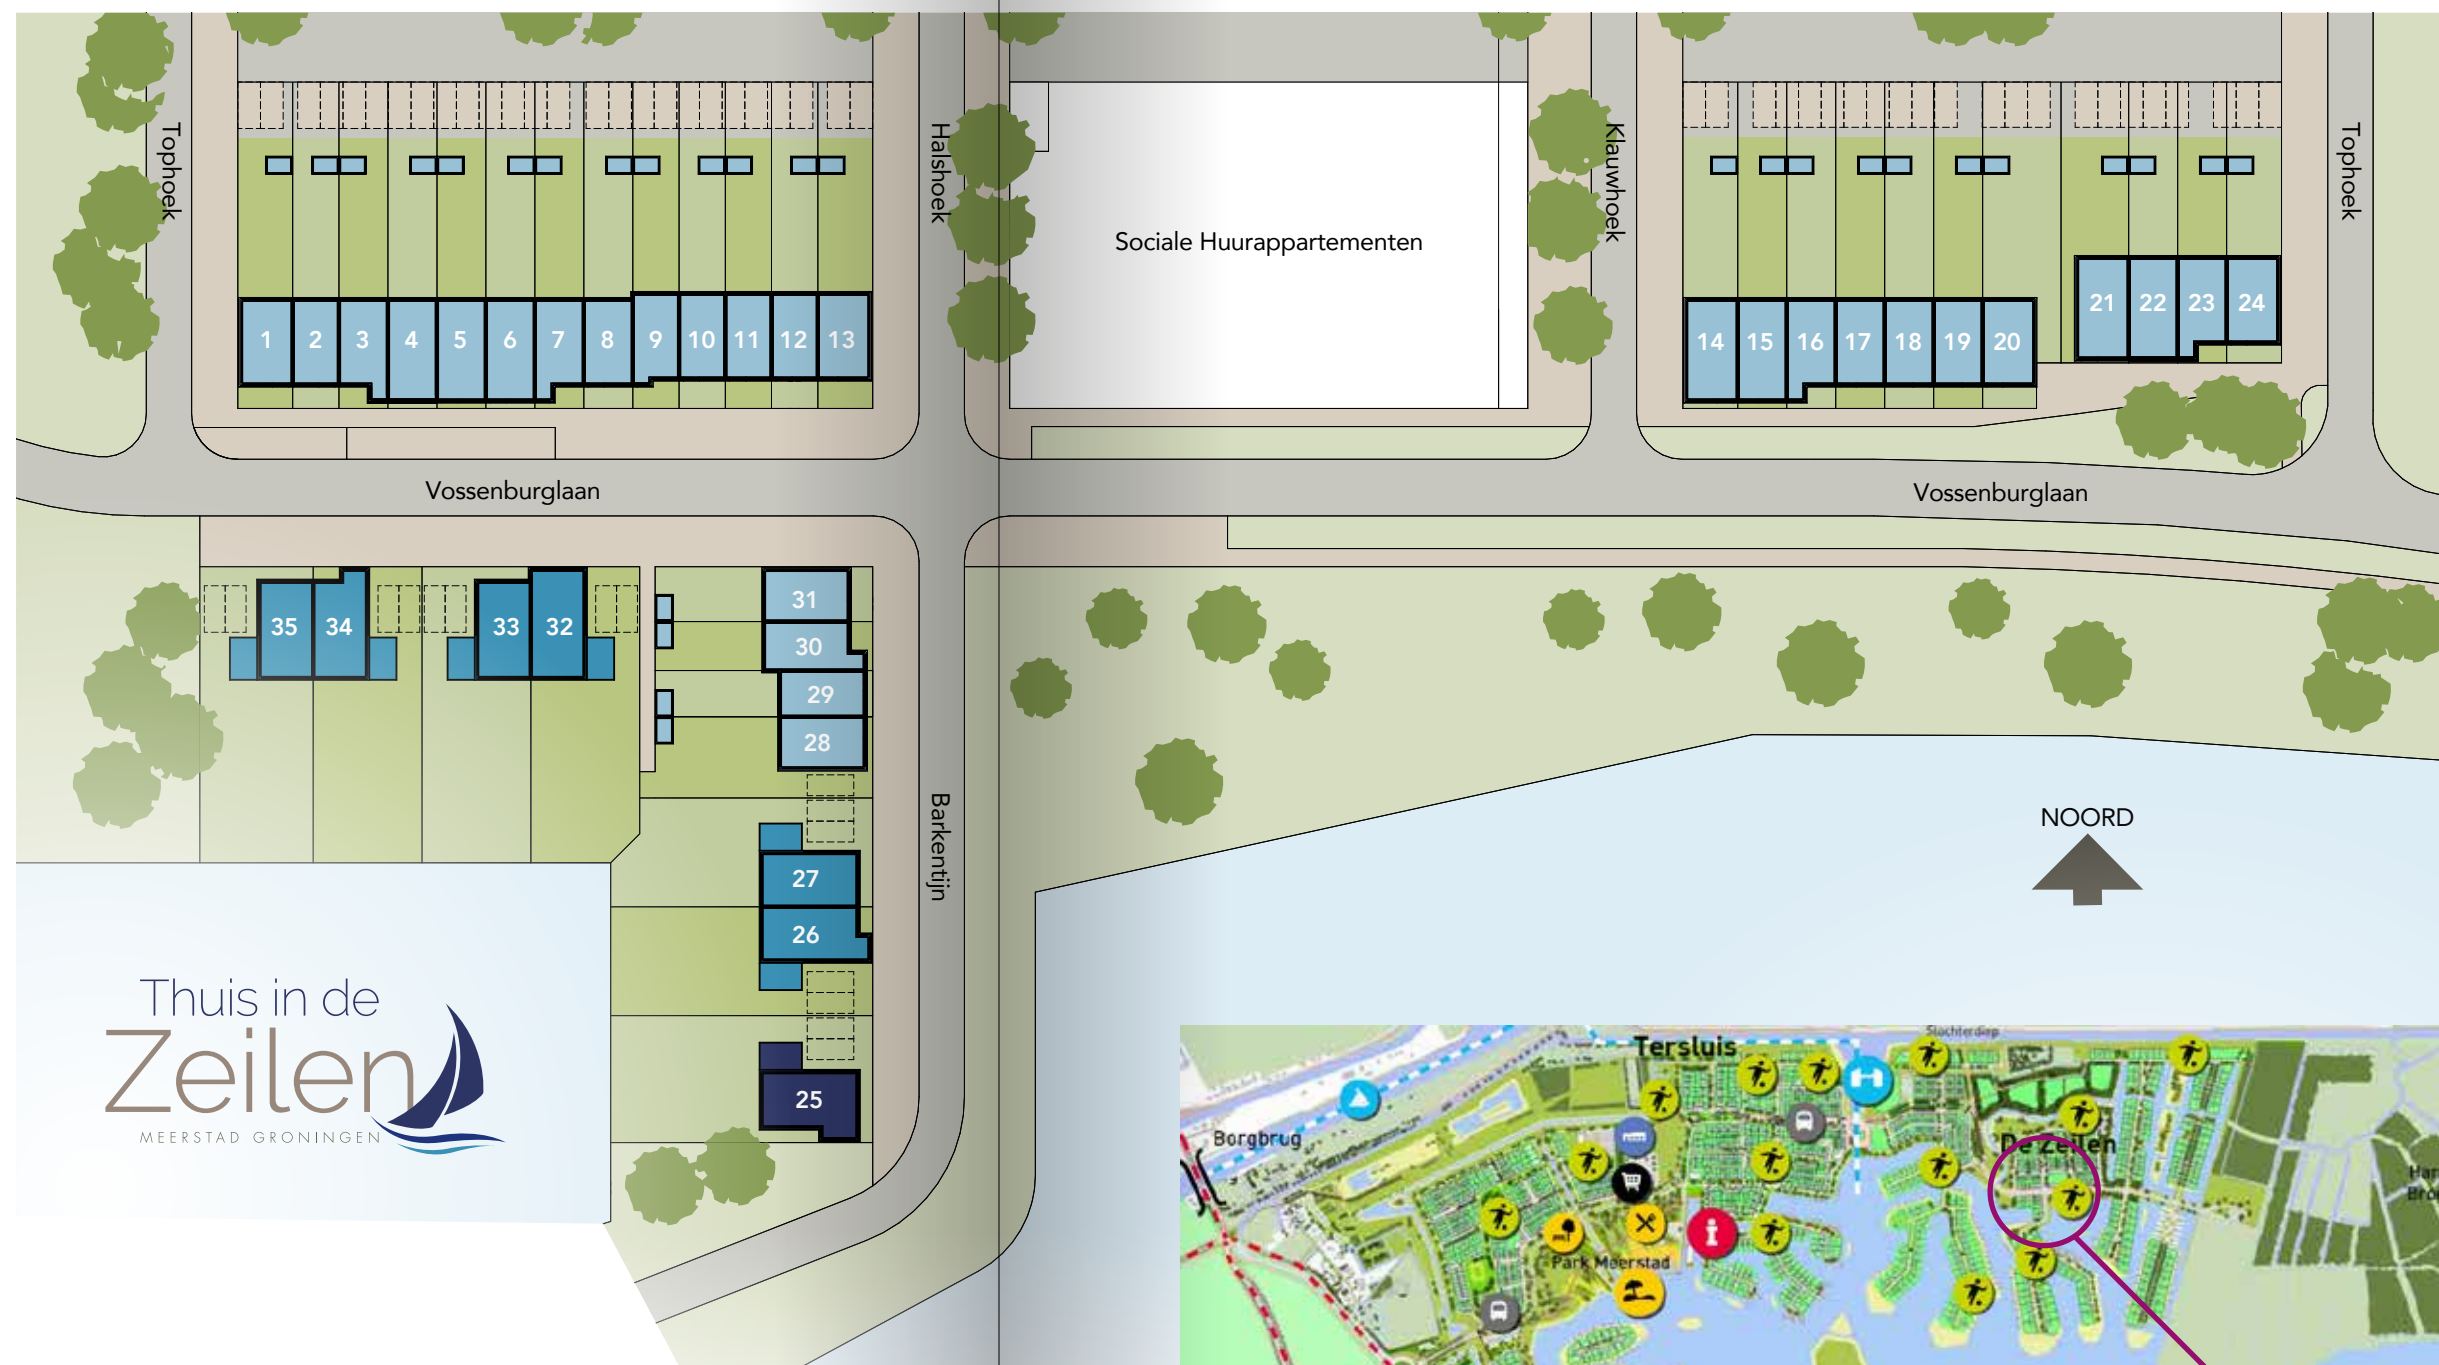 Tophoek
Halshoek
Klauwhoek
Tophoek
Sociale Huurappartementen
1 2 3 4 5 6 7 8 9 10 11 12 13
14 15 16 17 18 19 20
21 22 23 24
Vossenburglaan
Vossenburglaan
35 34 33 32
31
30
29
28
Barkentijn
27
26
25
NOORD
Thuis in de
Zeilen
MEERSTAD GRONINGEN
Slochterdiep
Tersluis
Borgbrug
De Zeilen
Park Meerstad